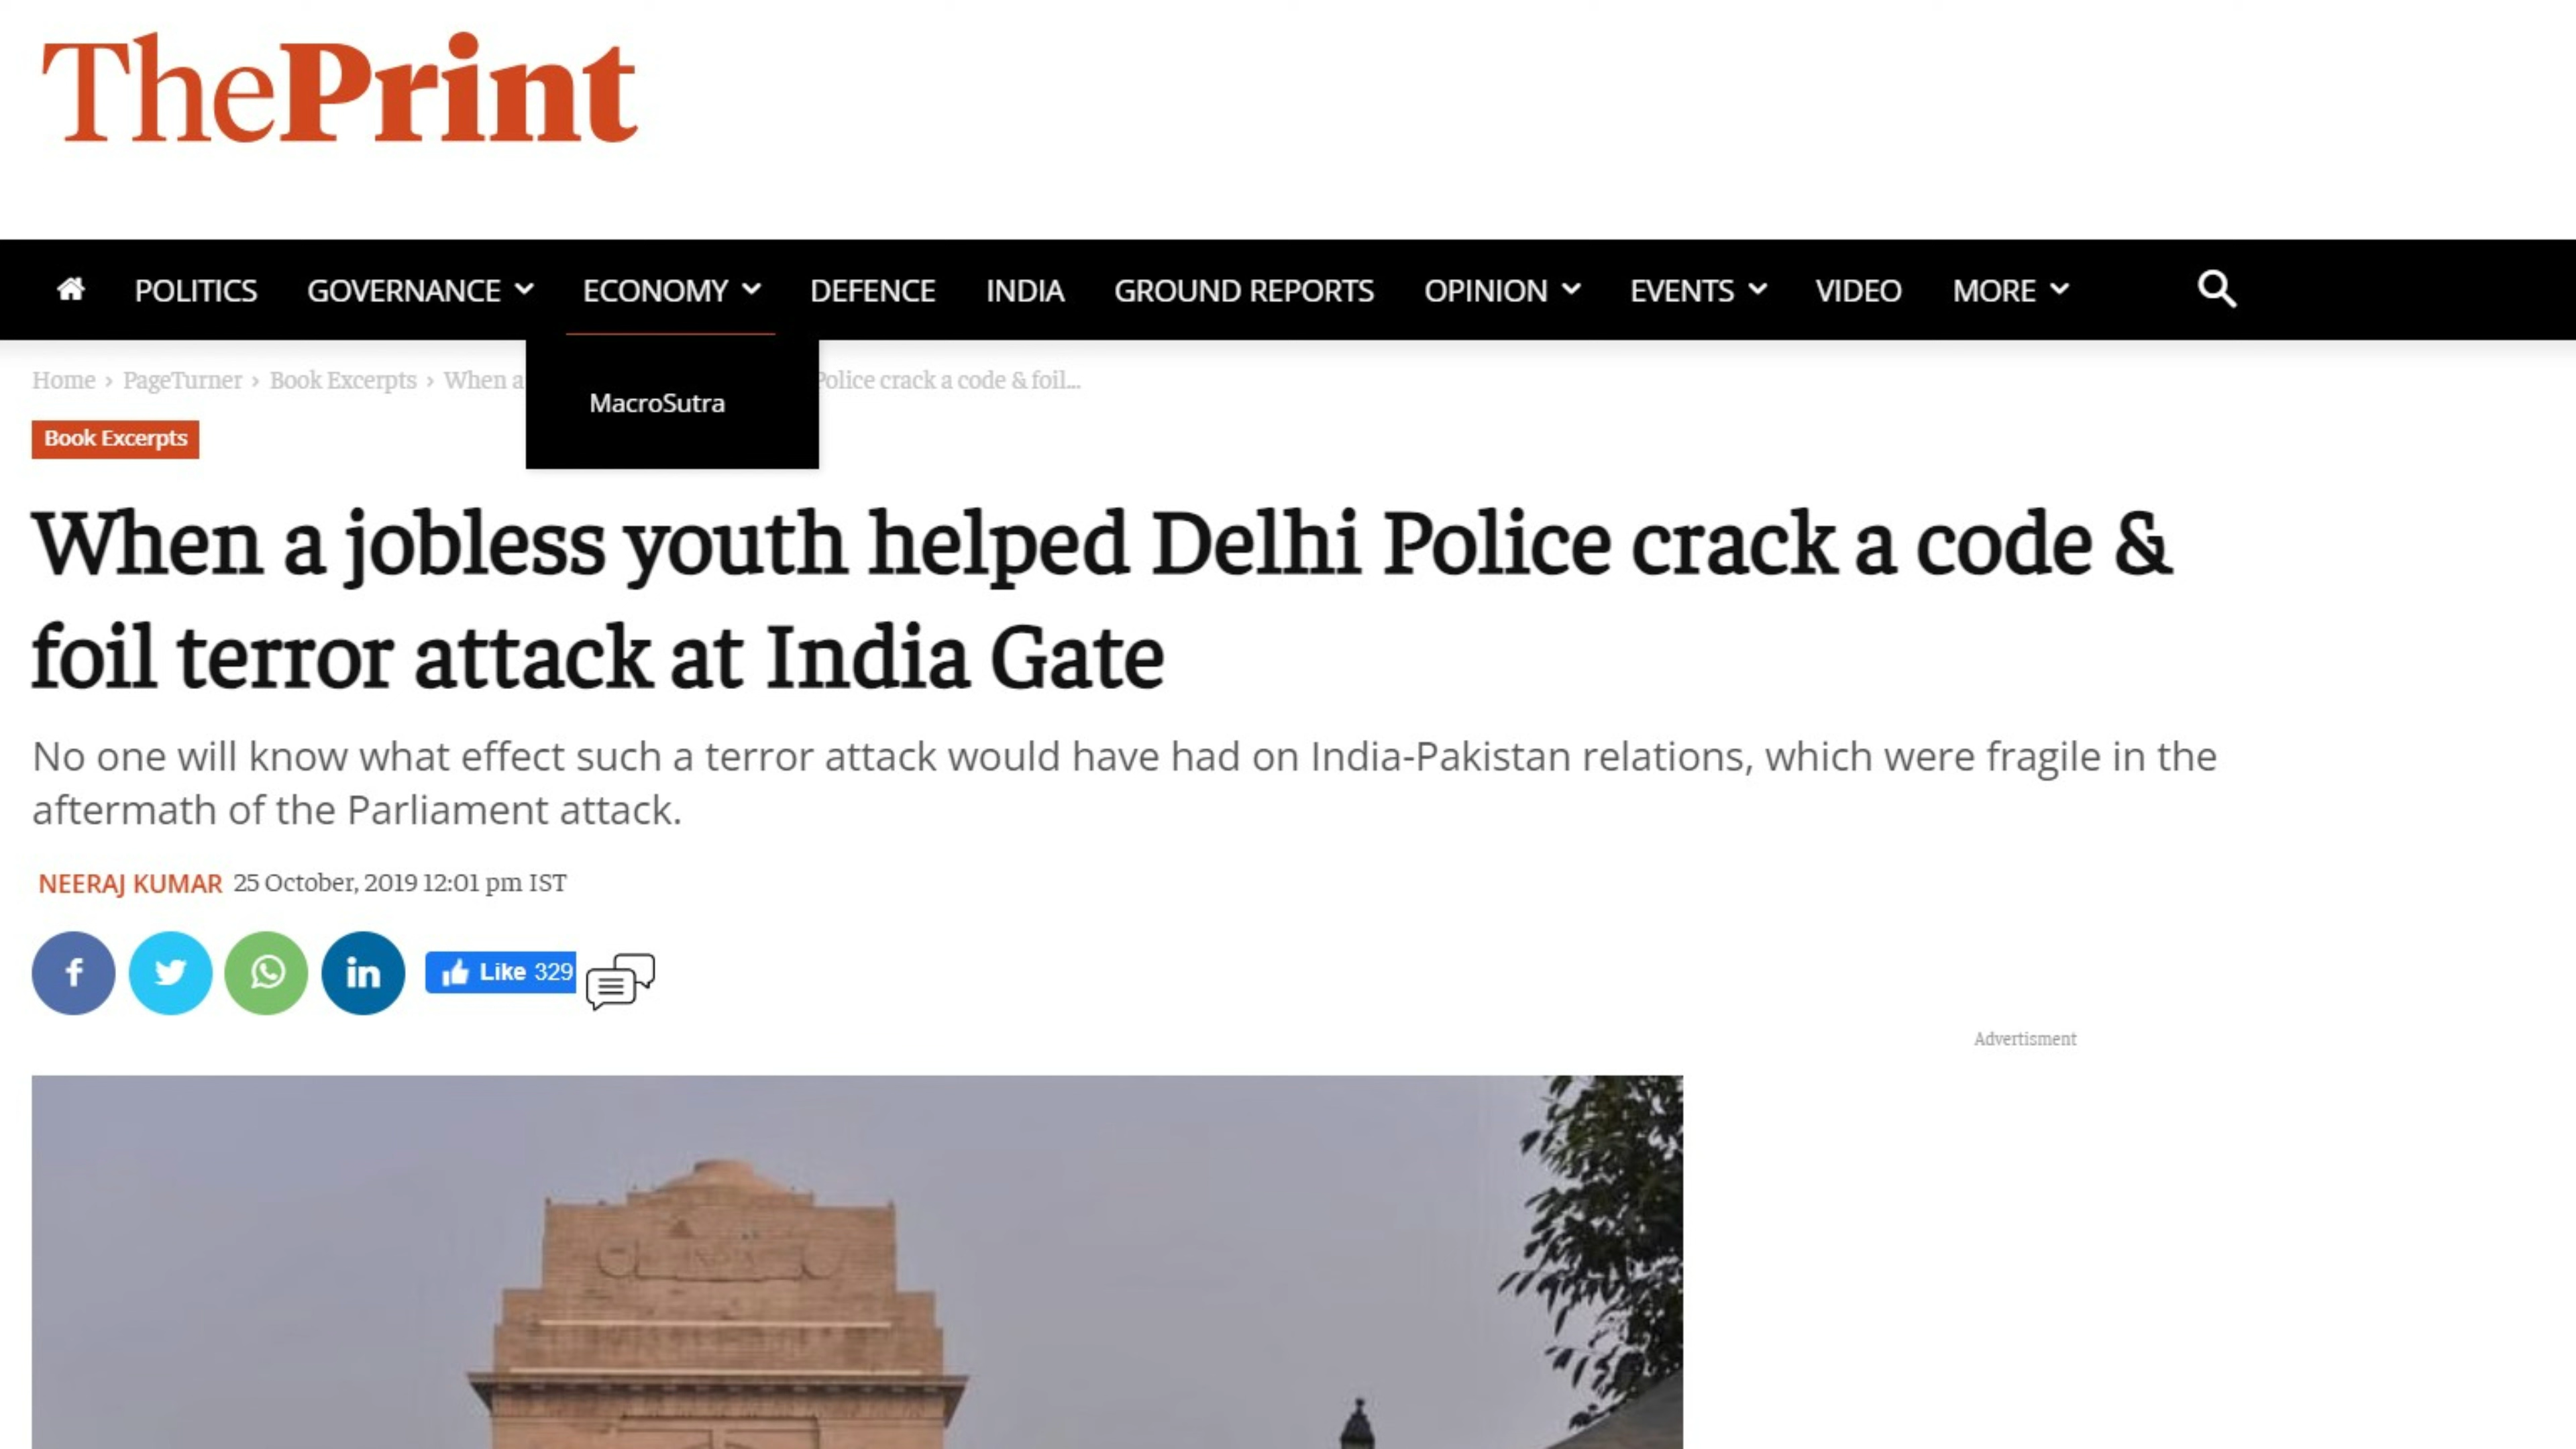 ThePrint
POLITICS GOVERNANCE ECONOMY DEFENCE INDIA GROUND REPORTS OPINION EVENTS VIDEO MORE
MacroSutra
Home › PageTurner › Book Excerpts › When a Police crack a code & foil...
Book Excerpts
When a jobless youth helped Delhi Police crack a code &
foil terror attack at India Gate
No one will know what effect such a terror attack would have had on India-Pakistan relations, which were fragile in the
aftermath of the Parliament attack.
NEERAJ KUMAR 25 October, 2019 12:01 pm IST
f in Like 329
Advertisment
INDIA